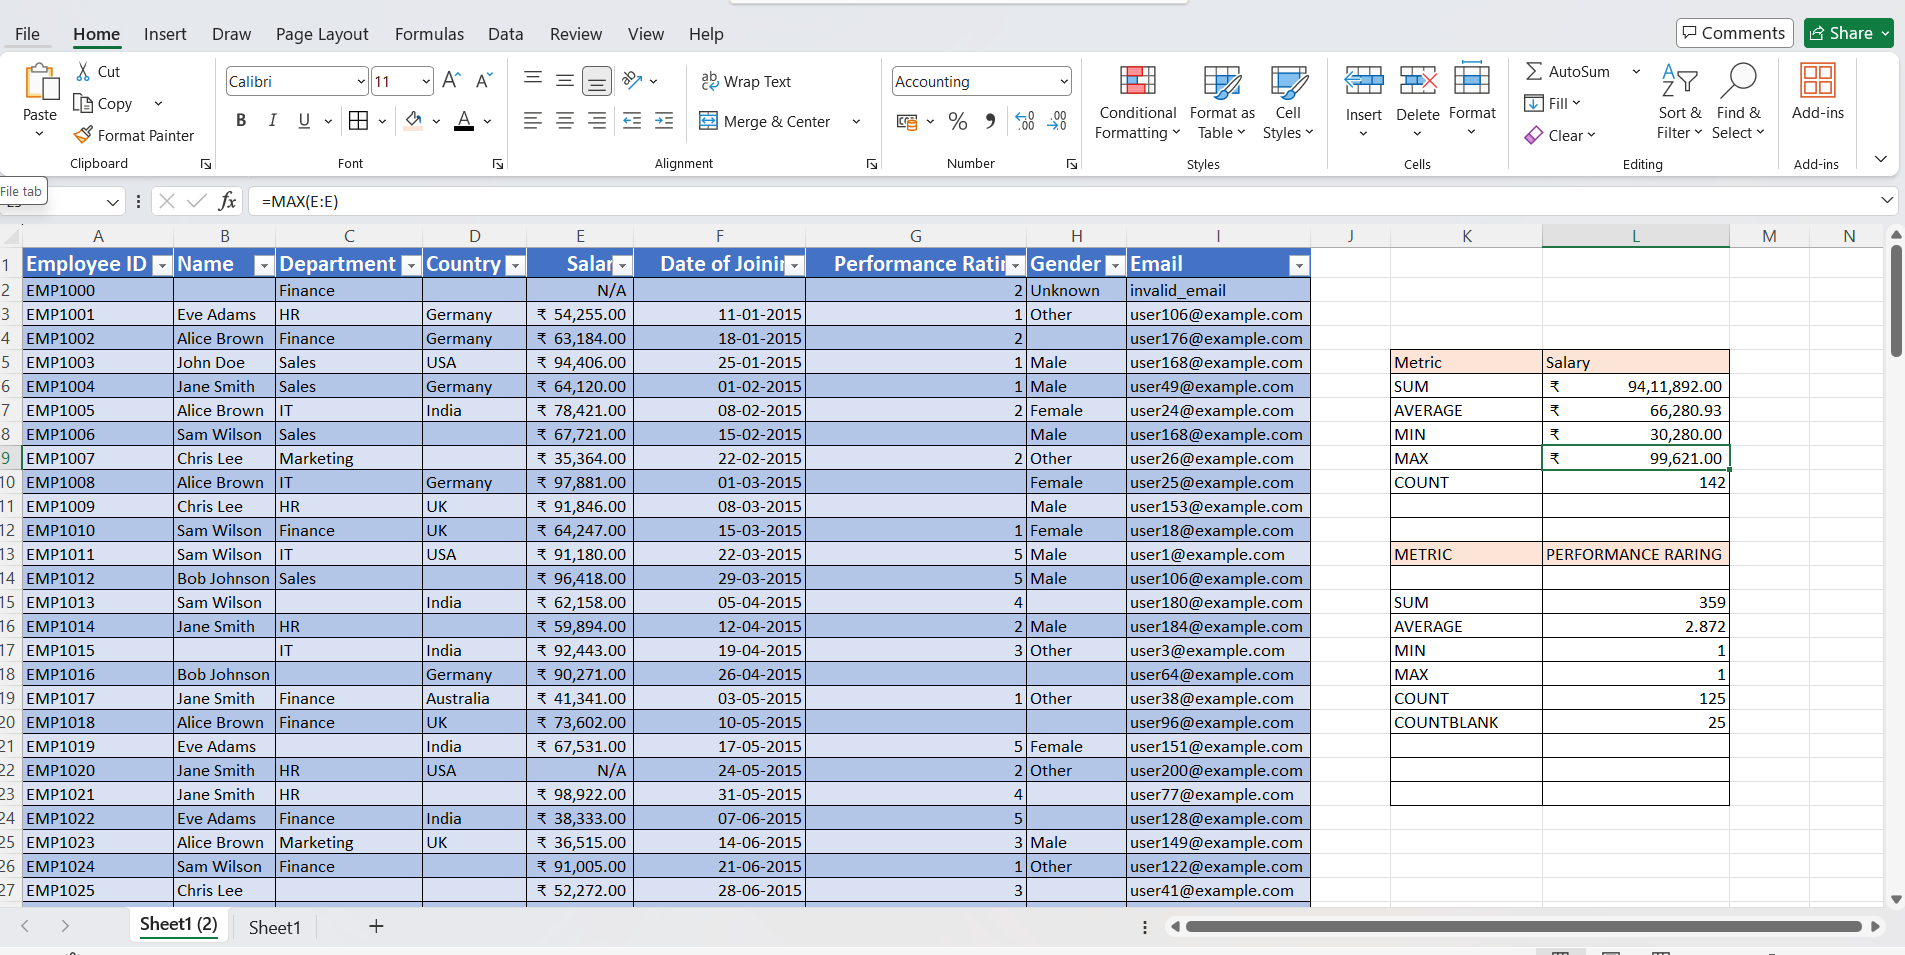 File Home Insert Draw Page Layout Formulas Data Review View Help Comments Share
Paste Cut Copy Format Painter
Clipboard
Calibri 11
B I U
Font
Wrap Text
Merge & Center
Alignment
Accounting
Number
Conditional Formatting Format as Table Cell Styles
Styles
Insert Delete Format
Cells
AutoSum
Fill
Clear
Sort & Filter Find & Select
Editing
Add-ins
Add-ins
File tab
fx =MAX(E:E)
A B C D E F G H I J K L M N
1 Employee ID Name Department Country Salar Date of Joinin Performance Ratin Gender Email
2 EMP1000 Finance N/A 2 Unknown invalid_email
3 EMP1001 Eve Adams HR Germany ₹ 54,255.00 11-01-2015 1 Other user106@example.com
4 EMP1002 Alice Brown Finance Germany ₹ 63,184.00 18-01-2015 2 user176@example.com
5 EMP1003 John Doe Sales USA ₹ 94,406.00 25-01-2015 1 Male user168@example.com Metric Salary
6 EMP1004 Jane Smith Sales Germany ₹ 64,120.00 01-02-2015 1 Male user49@example.com SUM ₹ 94,11,892.00
7 EMP1005 Alice Brown IT India ₹ 78,421.00 08-02-2015 2 Female user24@example.com AVERAGE ₹ 66,280.93
8 EMP1006 Sam Wilson Sales ₹ 67,721.00 15-02-2015 Male user168@example.com MIN ₹ 30,280.00
9 EMP1007 Chris Lee Marketing ₹ 35,364.00 22-02-2015 2 Other user26@example.com MAX ₹ 99,621.00
10 EMP1008 Alice Brown IT Germany ₹ 97,881.00 01-03-2015 Female user25@example.com COUNT 142
11 EMP1009 Chris Lee HR UK ₹ 91,846.00 08-03-2015 Male user153@example.com
12 EMP1010 Sam Wilson Finance UK ₹ 64,247.00 15-03-2015 1 Female user18@example.com
13 EMP1011 Sam Wilson IT USA ₹ 91,180.00 22-03-2015 5 Male user1@example.com METRIC PERFORMANCE RARING
14 EMP1012 Bob Johnson Sales ₹ 96,418.00 29-03-2015 5 Male user106@example.com
15 EMP1013 Sam Wilson India ₹ 62,158.00 05-04-2015 4 user180@example.com SUM 359
16 EMP1014 Jane Smith HR ₹ 59,894.00 12-04-2015 2 Male user184@example.com AVERAGE 2.872
17 EMP1015 IT India ₹ 92,443.00 19-04-2015 3 Other user3@example.com MIN 1
18 EMP1016 Bob Johnson Germany ₹ 90,271.00 26-04-2015 user64@example.com MAX 1
19 EMP1017 Jane Smith Finance Australia ₹ 41,341.00 03-05-2015 1 Other user38@example.com COUNT 125
20 EMP1018 Alice Brown Finance UK ₹ 73,602.00 10-05-2015 user96@example.com COUNTBLANK 25
21 EMP1019 Eve Adams India ₹ 67,531.00 17-05-2015 5 Female user151@example.com
22 EMP1020 Jane Smith HR USA N/A 24-05-2015 2 Other user200@example.com
23 EMP1021 Jane Smith HR ₹ 98,922.00 31-05-2015 4 user77@example.com
24 EMP1022 Eve Adams Finance India ₹ 38,333.00 07-06-2015 5 user128@example.com
25 EMP1023 Alice Brown Marketing UK ₹ 36,515.00 14-06-2015 3 Male user149@example.com
26 EMP1024 Sam Wilson Finance ₹ 91,005.00 21-06-2015 1 Other user122@example.com
27 EMP1025 Chris Lee ₹ 52,272.00 28-06-2015 3 user41@example.com
Sheet1 (2) Sheet1